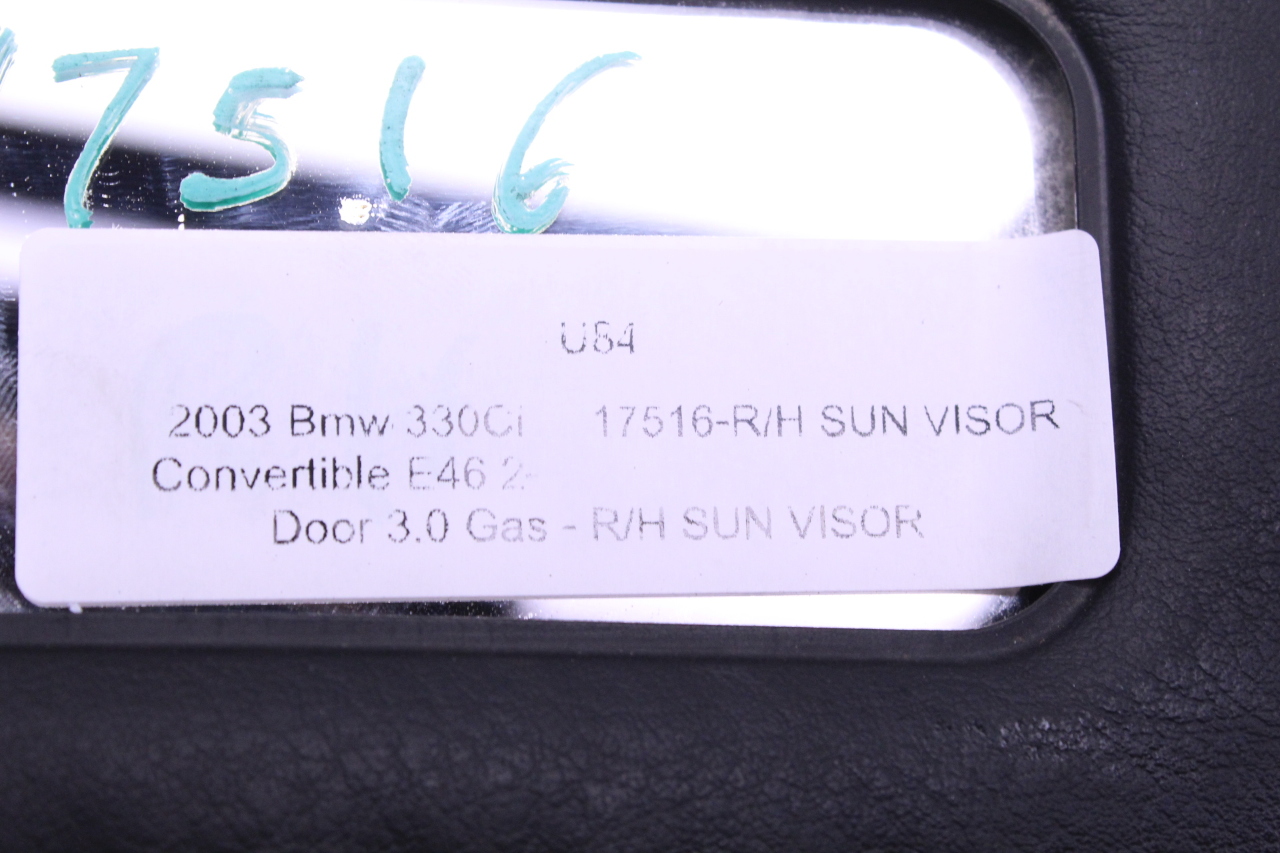 7516
U84
2003 Bmw 330Ci 17516-R/H SUN VISOR
Convertible E46 2-
Door 3.0 Gas - R/H SUN VISOR